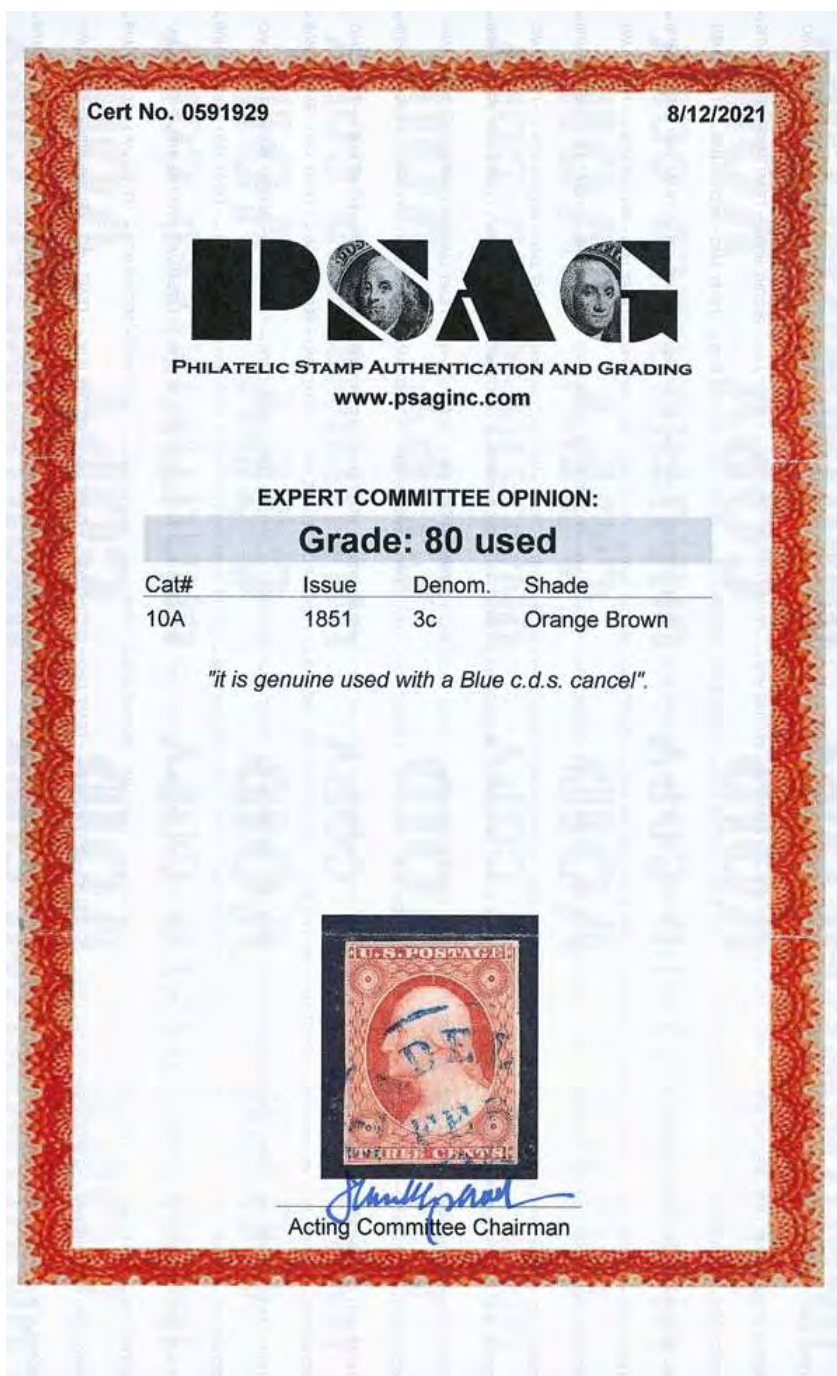 Cert No. 0591929 8/12/2021
PSAG
PHILATELIC STAMP AUTHENTICATION AND GRADING
www.psaginc.com
EXPERT COMMITTEE OPINION:
Grade: 80 used
Cat# Issue Denom. Shade
10A 1851 3c Orange Brown
"it is genuine used with a Blue c.d.s. cancel".
U.S. POSTAGE
DEL
THREE CENTS
Acting Committee Chairman